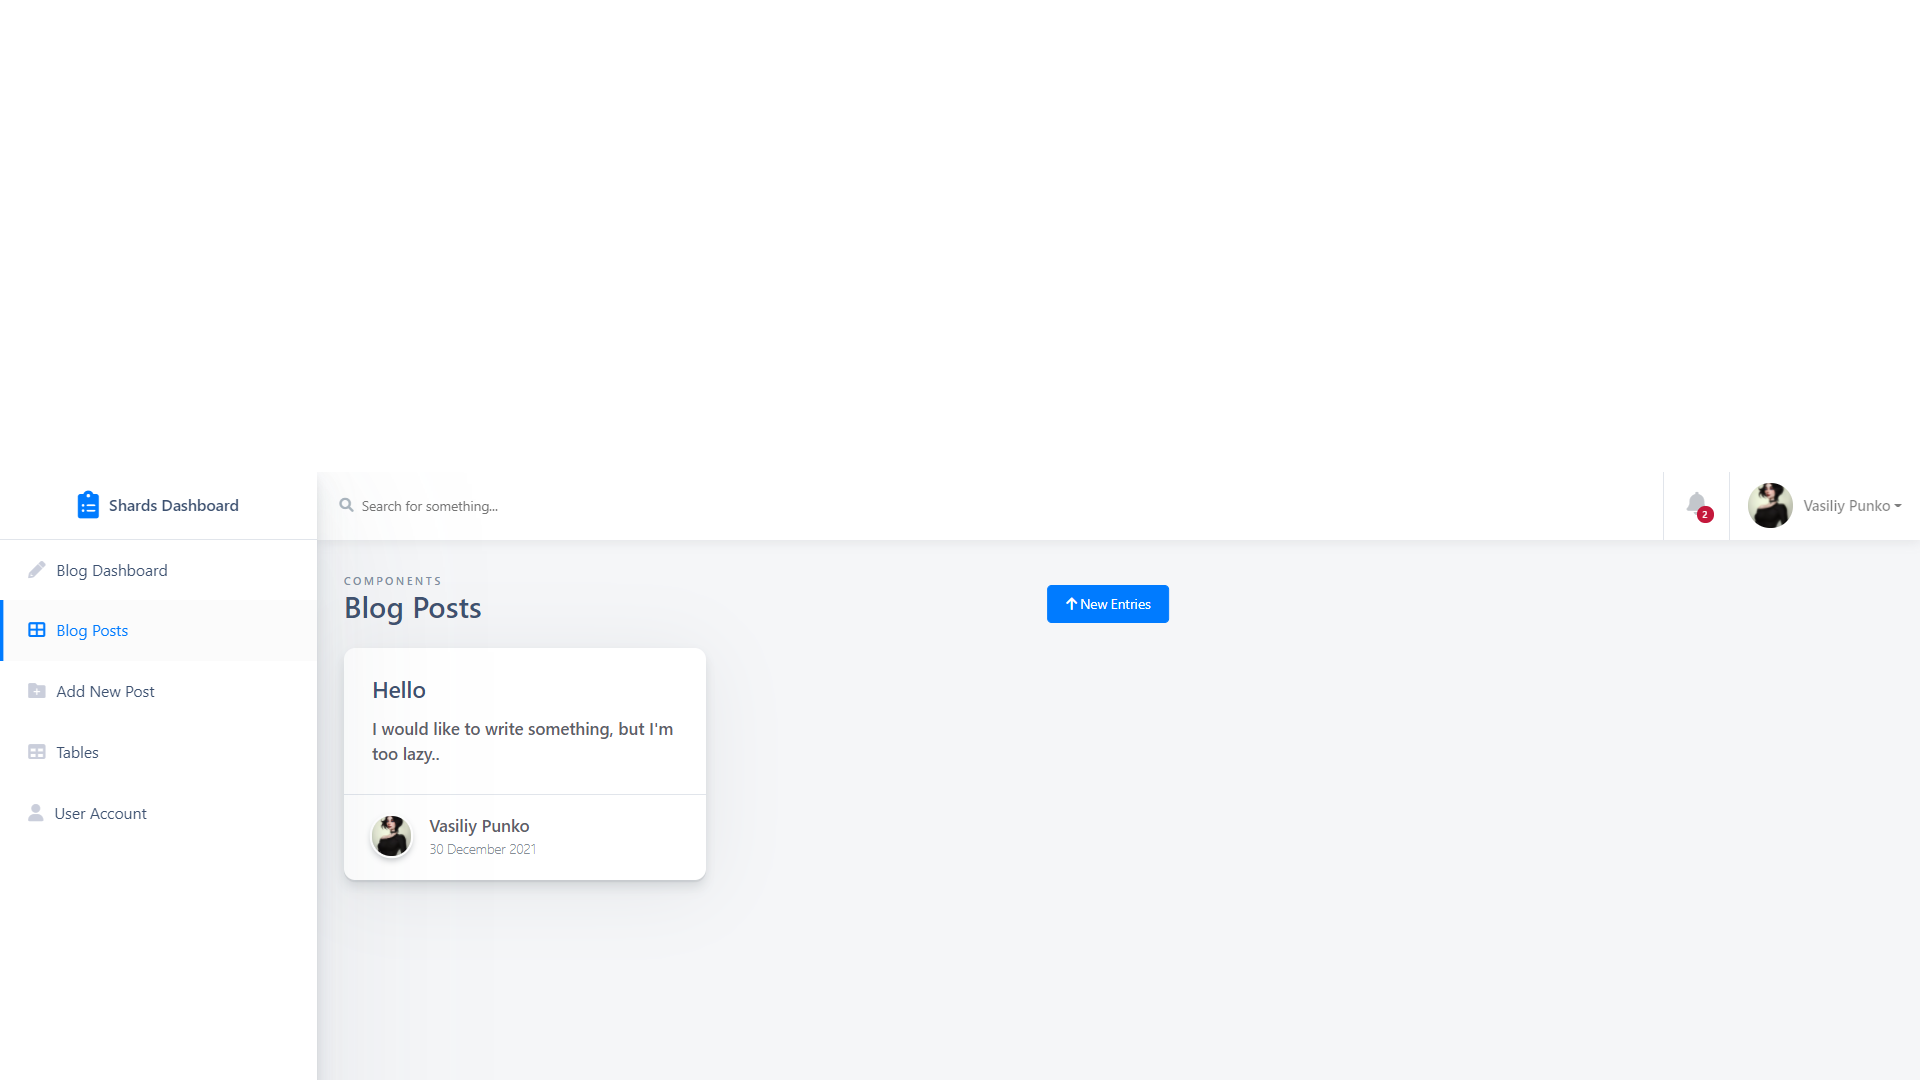 Shards Dashboard
Search for something...
2
Vasiliy Punko
Blog Dashboard
Blog Posts
Add New Post
Tables
User Account
COMPONENTS
Blog Posts
New Entries
Hello
I would like to write something, but I'm
too lazy..
Vasiliy Punko
30 December 2021